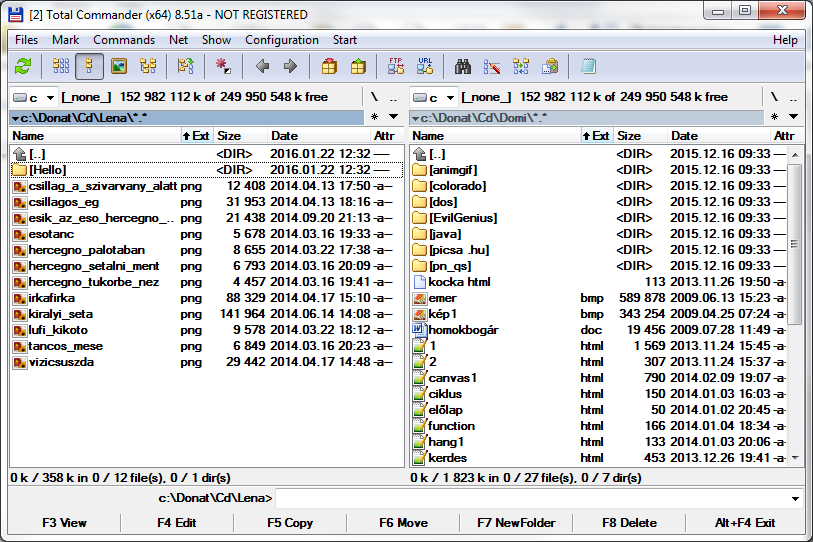 [2] Total Commander (x64) 8.51a - NOT REGISTERED
Files Mark Commands Net Show Configuration Start Help
FTP URL
c [_none_] 152 982 112 k of 249 950 548 k free \ ..
c [_none_] 152 982 112 k of 249 950 548 k free \ ..
c:\Donat\Cd\Lena\*.* * 
Name Ext Size Date Attr
[..] <DIR> 2016.01.22 12:32 ----
[Hello] <DIR> 2016.01.22 12:32 ----
csillag_a_szivarvany_alatt png 12 408 2014.04.13 17:50 -a--
csillagos_eg png 31 953 2014.04.13 18:16 -a--
esik_az_eso_hercegno_.. png 21 438 2014.09.20 21:13 -a--
esotanc png 5 678 2014.03.16 19:33 -a--
hercegno_palotaban png 8 655 2014.03.22 17:38 -a--
hercegno_setalni_ment png 6 793 2014.03.16 20:09 -a--
hercegno_tukorbe_nez png 4 457 2014.03.16 19:41 -a--
irkafirka png 88 329 2014.04.17 15:10 -a--
kiralyi_seta png 141 964 2014.06.14 14:08 -a--
lufi_kikoto png 9 578 2014.03.22 18:12 -a--
tancos_mese png 6 849 2014.03.16 20:23 -a--
vizicsuszda png 29 442 2014.04.17 14:48 -a--
0 k / 358 k in 0 / 12 file(s), 0 / 1 dir(s)
c:\Donat\Cd\Domi\*.* *
Name Ext Size Date Attr
[..] <DIR> 2015.12.16 09:33 ----
[animgif] <DIR> 2015.12.16 09:33 ----
[colorado] <DIR> 2015.12.16 09:33 ----
[dos] <DIR> 2015.12.16 09:33 ----
[EvilGenius] <DIR> 2015.12.16 09:33 ----
[java] <DIR> 2015.12.16 09:33 ----
[picsa .hu] <DIR> 2015.12.16 09:33 ----
[pn_qs] <DIR> 2015.12.16 09:33 ----
kocka html 113 2013.11.26 19:50 -a-
emer bmp 589 878 2009.06.13 15:23 -a-
kép1 bmp 343 254 2009.04.25 07:24 -a-
homokbogár doc 19 456 2009.07.28 11:49 -a-
1 html 1 569 2013.11.24 15:45 -a-
2 html 307 2013.11.24 15:37 -a-
canvas1 html 790 2014.02.09 19:07 -a-
ciklus html 150 2014.01.03 16:03 -a-
előlap html 50 2014.01.02 20:45 -a-
function html 166 2014.01.04 18:34 -a-
hang1 html 133 2014.01.03 20:06 -a-
kerdes html 453 2013.12.26 19:41 -a-
0 k / 1 823 k in 0 / 27 file(s), 0 / 7 dir(s)
c:\Donat\Cd\Lena>
F3 View F4 Edit F5 Copy F6 Move F7 NewFolder F8 Delete Alt+F4 Exit